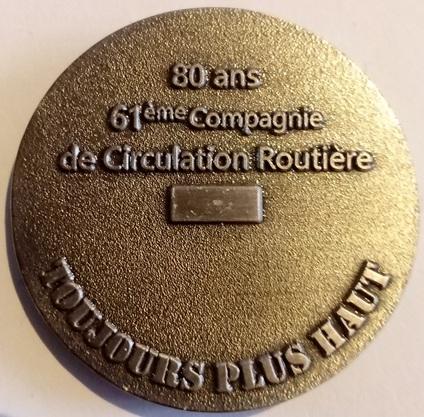 80 ans
61ème Compagnie
de Circulation Routière
TOUJOURS PLUS HAUT